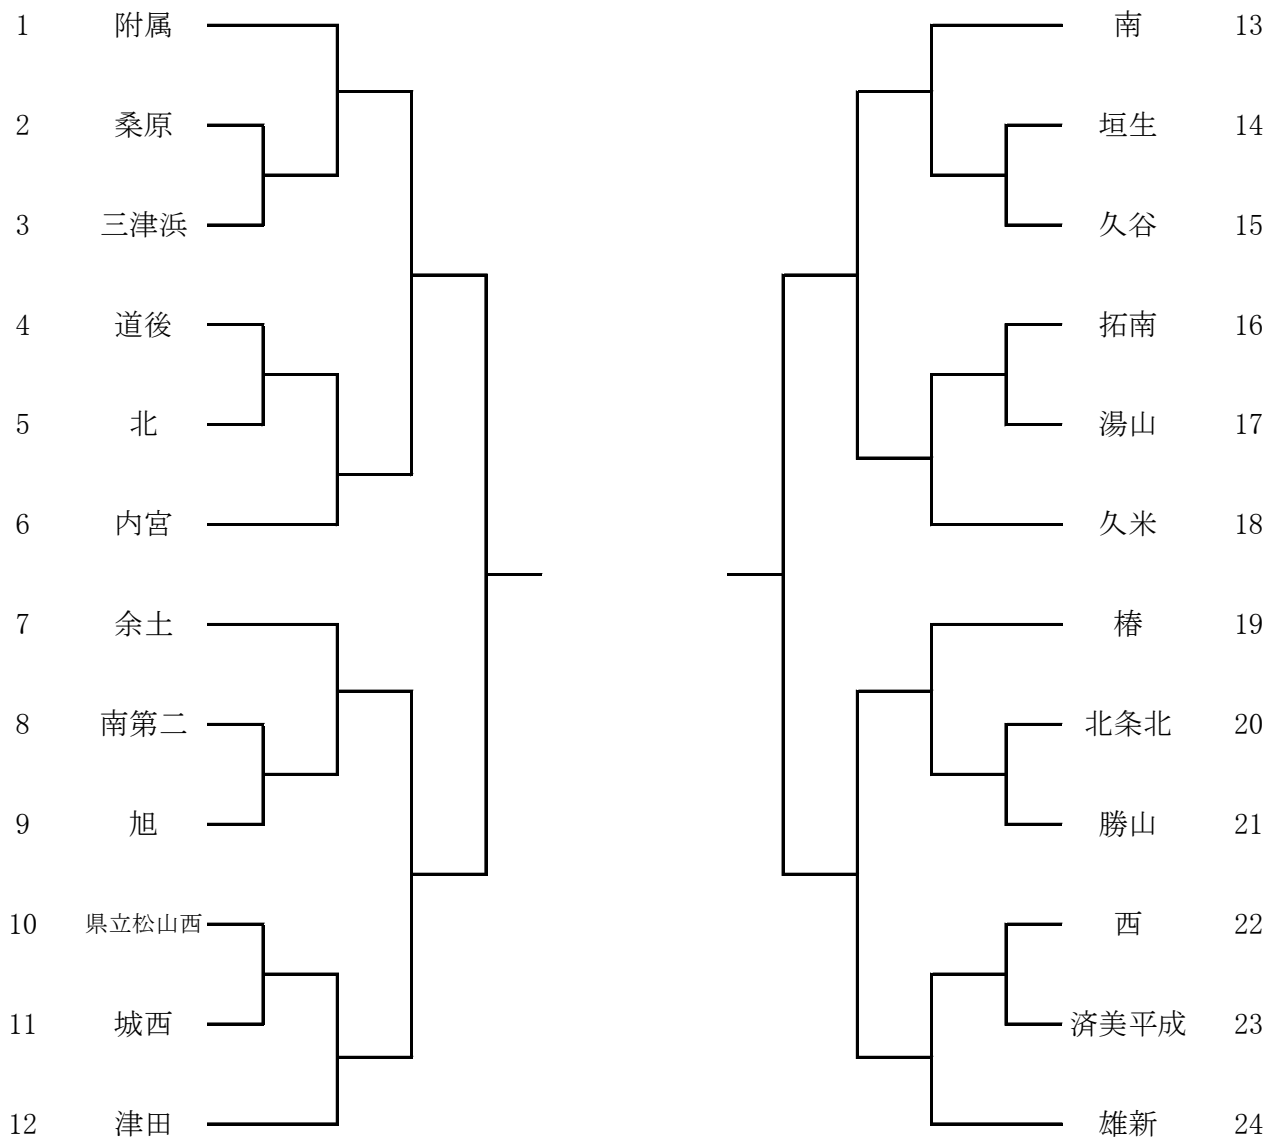 1 附属
2 桑原
3 三津浜
4 道後
5 北
6 内宮
7 余土
8 南第二
9 旭
10 県立松山西
11 城西
12 津田
南 13
垣生 14
久谷 15
拓南 16
湯山 17
久米 18
椿 19
北条北 20
勝山 21
西 22
済美平成 23
雄新 24